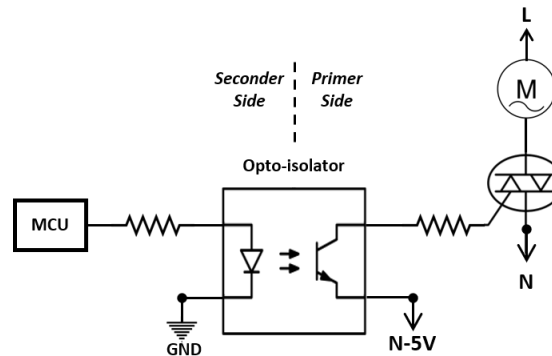 L
Seconder Primer
Side Side
M
Opto-isolator
MCU
N
GND
N-5V